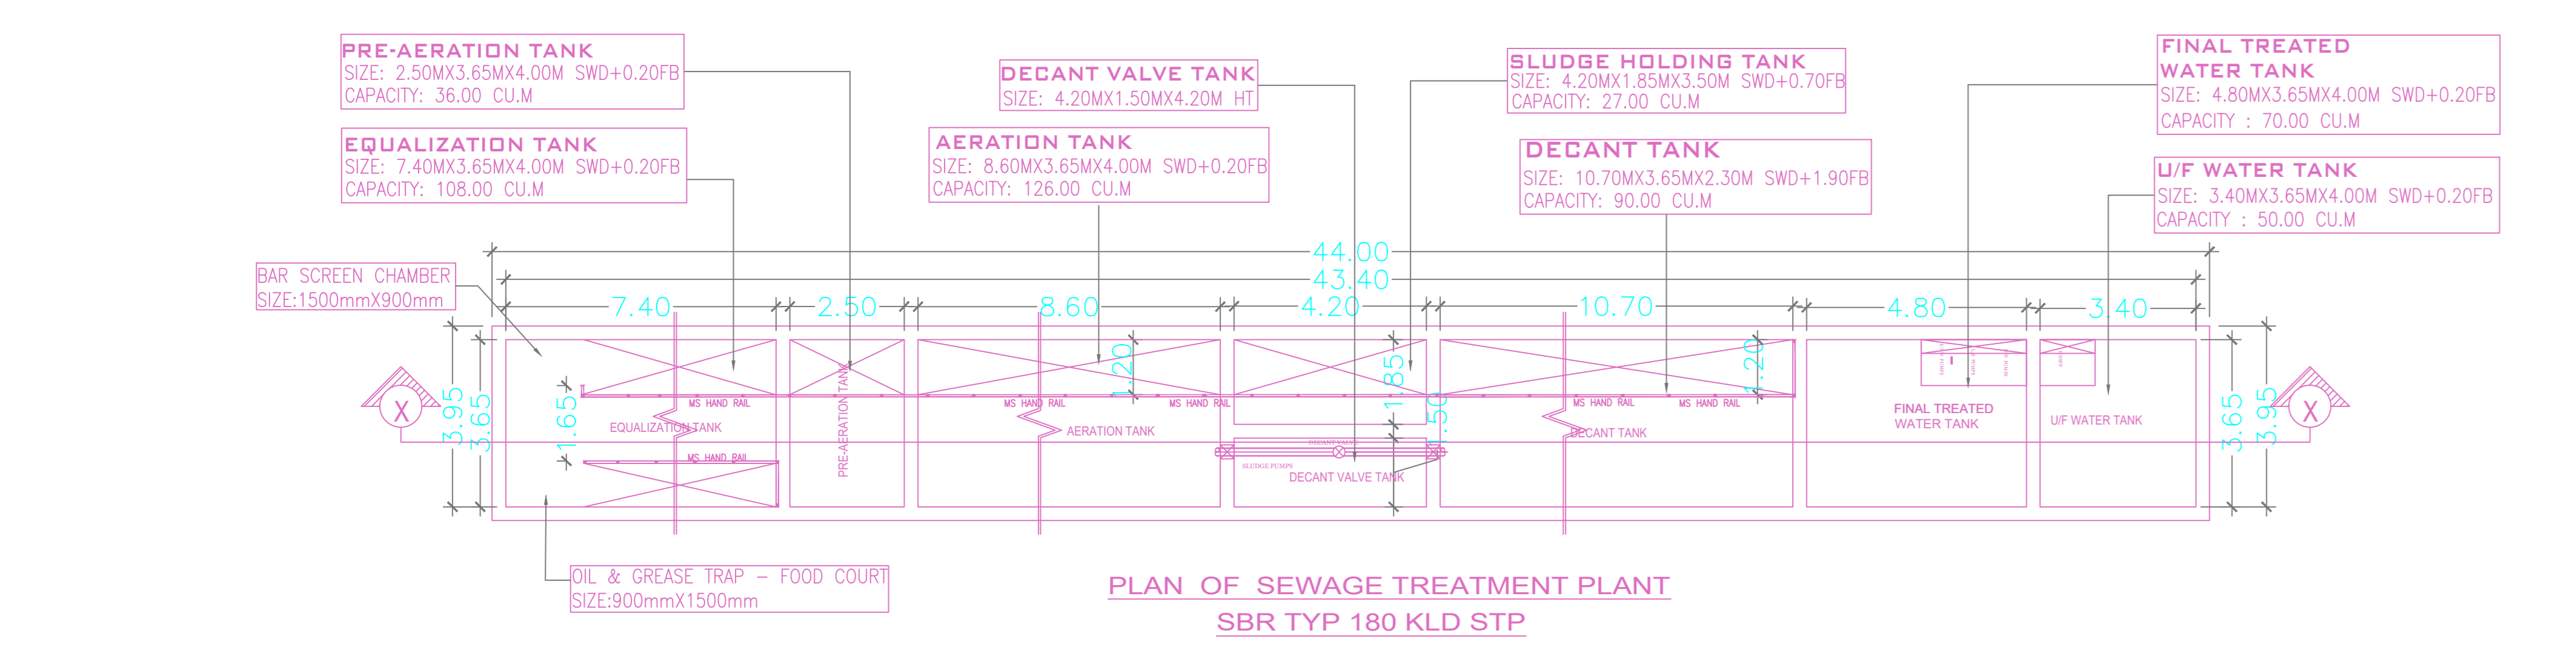 PRE-AERATION TANK
SIZE: 2.50MX3.65MX4.00M SWD+0.20FB
CAPACITY: 36.00 CU.M
EQUALIZATION TANK
SIZE: 7.40MX3.65MX4.00M SWD+0.20FB
CAPACITY: 108.00 CU.M
DECANT VALVE TANK
SIZE: 4.20MX1.50MX4.20M HT
AERATION TANK
SIZE: 8.60MX3.65MX4.00M SWD+0.20FB
CAPACITY: 126.00 CU.M
SLUDGE HOLDING TANK
SIZE: 4.20MX1.85MX3.50M SWD+0.70FB
CAPACITY: 27.00 CU.M
DECANT TANK
SIZE: 10.70MX3.65MX2.30M SWD+1.90FB
CAPACITY: 90.00 CU.M
FINAL TREATED
WATER TANK
SIZE: 4.80MX3.65MX4.00M SWD+0.20FB
CAPACITY : 70.00 CU.M
U/F WATER TANK
SIZE: 3.40MX3.65MX4.00M SWD+0.20FB
CAPACITY : 50.00 CU.M
BAR SCREEN CHAMBER
SIZE:1500mmX900mm
44.00
43.40
7.40 2.50 8.60 4.20 10.70 4.80 3.40
1.20
1.85
1.20
X
3.95
3.65
1.65
MS HAND RAIL
MS HAND RAIL
MS HAND RAIL
MS HAND RAIL
MS HAND RAIL
EQUALIZATION TANK
PRE-AERATION TANK
AERATION TANK
1.50
DECANT TANK
FINAL TREATED
WATER TANK
U/F WATER TANK
3.65
3.95
X
MS HAND RAIL
DECANT VALVE
SLUDGE PUMPS
DECANT VALVE TANK
OIL & GREASE TRAP – FOOD COURT
SIZE:900mmX1500mm
PLAN OF SEWAGE TREATMENT PLANT
SBR TYP 180 KLD STP